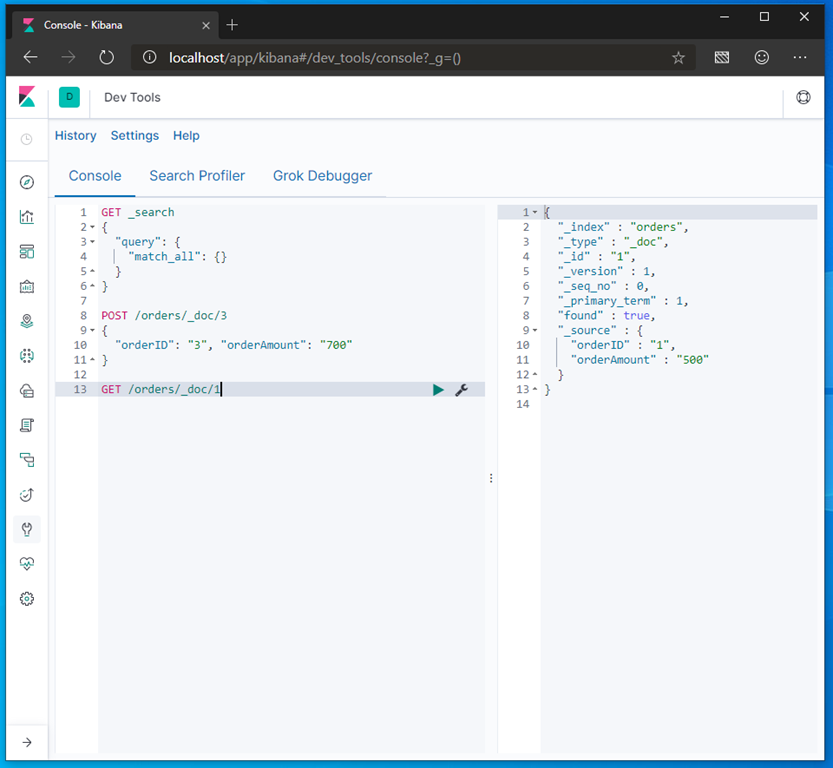 Console - Kibana
localhost/app/kibana#/dev_tools/console?_g=()
D Dev Tools
History Settings Help
Console Search Profiler Grok Debugger
1 GET _search
2 {
3 "query": {
4 "match_all": {}
5 }
6 }
7
8 POST /orders/_doc/3
9 {
10 "orderID": "3", "orderAmount": "700"
11 }
12
13 GET /orders/_doc/1
1 {
2 "_index" : "orders",
3 "_type" : "_doc",
4 "_id" : "1",
5 "_version" : 1,
6 "_seq_no" : 0,
7 "_primary_term" : 1,
8 "found" : true,
9 "_source" : {
10 "orderID" : "1",
11 "orderAmount" : "500"
12 }
13 }
14